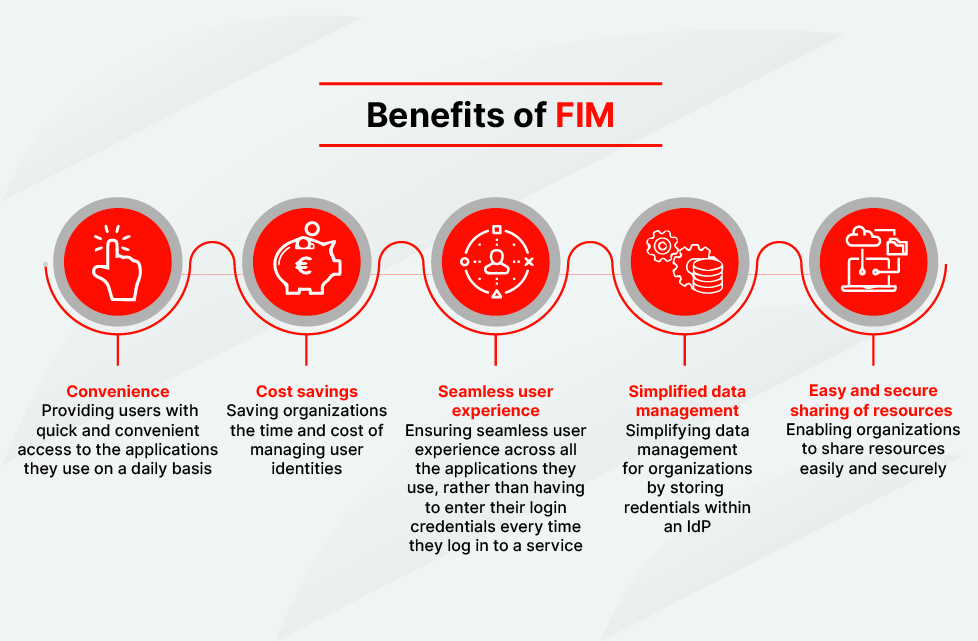 Benefits of FIM
€
Convenience
Providing users with
quick and convenient
access to the applications
they use on a daily basis
Cost savings
Saving organizations
the time and cost of
managing user
identities
Seamless user
experience
Ensuring seamless user
experience across all
the applications they
use, rather than having
to enter their login
credentials every time
they log in to a service
Simplified data
management
Simplifying data
management
for organizations
by storing
redentials within
an IdP
Easy and secure
sharing of resources
Enabling organizations
to share resources
easily and securely